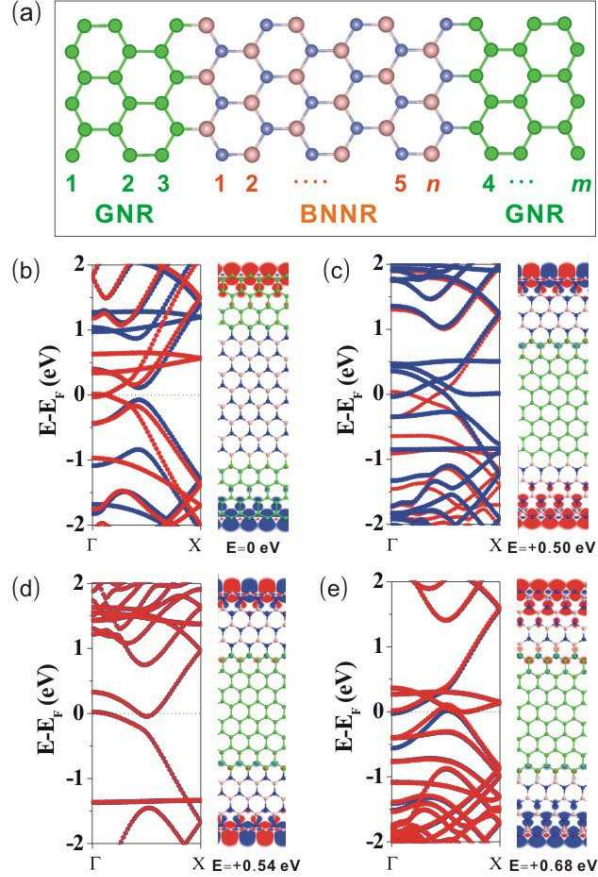 (a)
1 2 3 1 2 ···· 5 n 4 ··· m
GNR BNNR GNR
(b)
2
1
0
-1
-2
E-E_F (eV)
Γ X
E=0 eV
(c)
2
1
0
-1
-2
E-E_F (eV)
Γ X
E=+0.50 eV
(d)
2
1
0
-1
-2
E-E_F (eV)
Γ X
E=+0.54 eV
(e)
2
1
0
-1
-2
E-E_F (eV)
Γ X
E=+0.68 eV